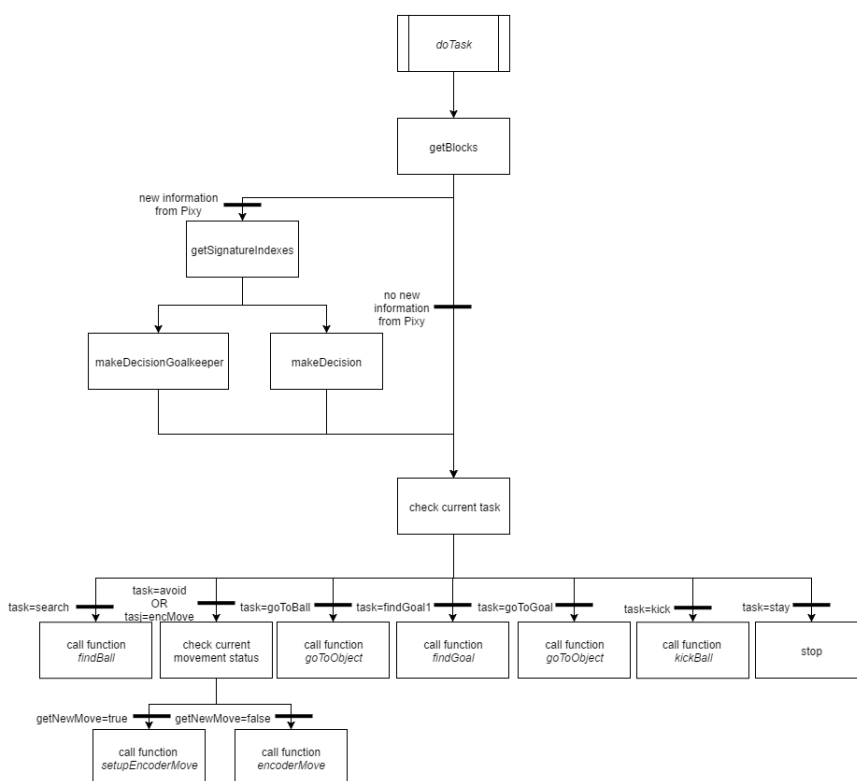 doTask
getBlocks
new information
from Pixy
getSignatureIndexes
no new
information
from Pixy
makeDecisionGoalkeeper
makeDecision
check current task
task=search
task=avoid
OR
tasj=encMove
task=goToBall
task=findGoal1
task=goToGoal
task=kick
task=stay
call function
findBall
check current
movement status
call function
goToObject
call function
findGoal
call function
goToObject
call function
kickBall
stop
getNewMove=true
getNewMove=false
call function
setupEncoderMove
call function
encoderMove